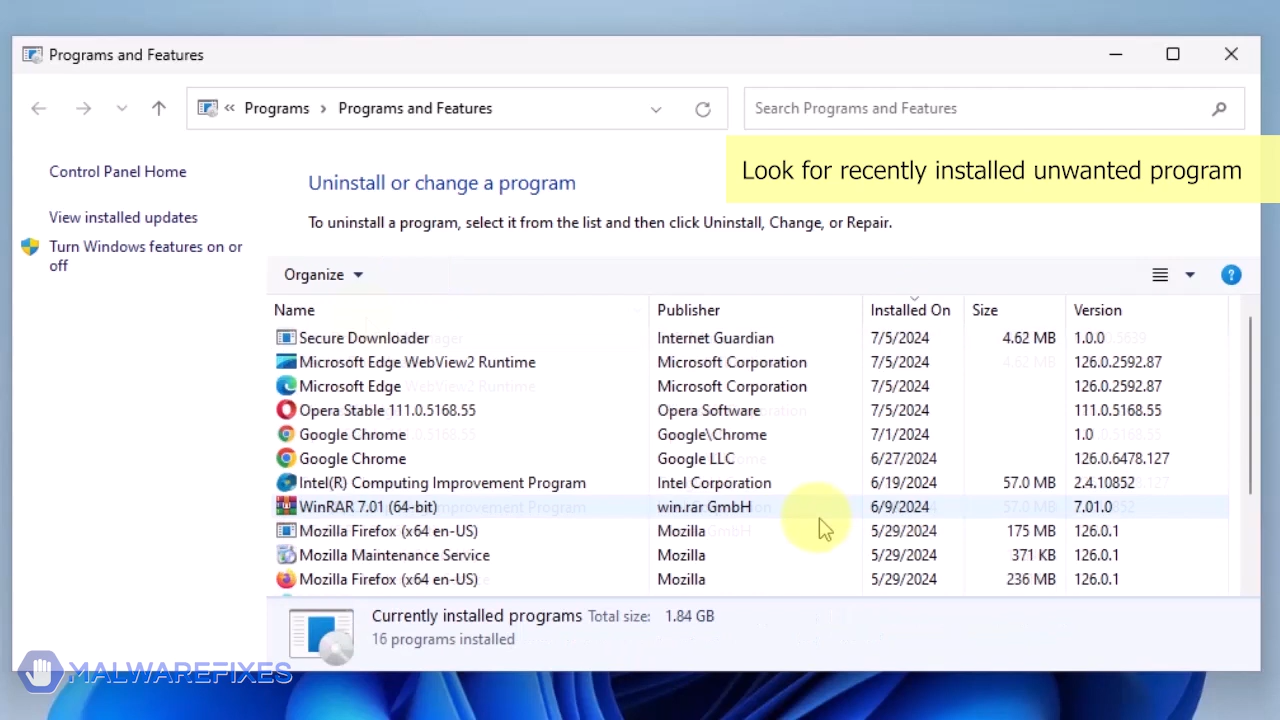 Programs and Features
« Programs › Programs and Features
Search Programs and Features
Look for recently installed unwanted program
Control Panel Home
View installed updates
Turn Windows features on or
off
Uninstall or change a program
To uninstall a program, select it from the list and then click Uninstall, Change, or Repair.
Organize
Name Publisher Installed On Size Version
Secure Downloader Internet Guardian 7/5/2024 4.62 MB 1.0.0
Microsoft Edge WebView2 Runtime Microsoft Corporation 7/5/2024 126.0.2592.87
Microsoft Edge Microsoft Corporation 7/5/2024 126.0.2592.87
Opera Stable 111.0.5168.55 Opera Software 7/5/2024 111.0.5168.55
Google Chrome Google\Chrome 7/1/2024 1.0
Google Chrome Google LLC 6/27/2024 126.0.6478.127
Intel(R) Computing Improvement Program Intel Corporation 6/19/2024 57.0 MB 2.4.10852
WinRAR 7.01 (64-bit) win.rar GmbH 6/9/2024 7.01.0
Mozilla Firefox (x64 en-US) Mozilla 5/29/2024 175 MB 126.0.1
Mozilla Maintenance Service Mozilla 5/29/2024 371 KB 126.0.1
Mozilla Firefox (x64 en-US) Mozilla 5/29/2024 236 MB 126.0.1
Currently installed programs Total size: 1.84 GB
16 programs installed
MALWAREFIXES